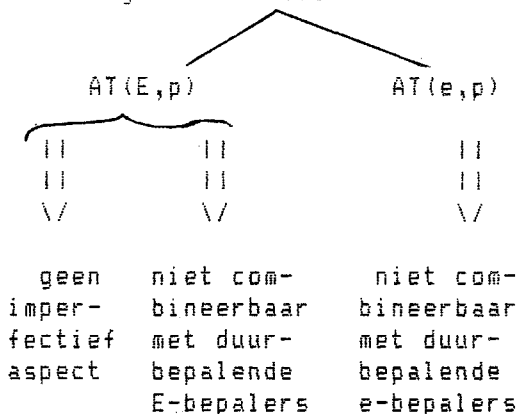 AT(E,p) AT(e,p)
|| || ||
|| || ||
\/ \/ \/
geen niet com- niet com-
imper- bineerbaar bineerbaar
fectief met duur- met duur-
aspect bepalende bepalende
E-bepalers e-bepalers